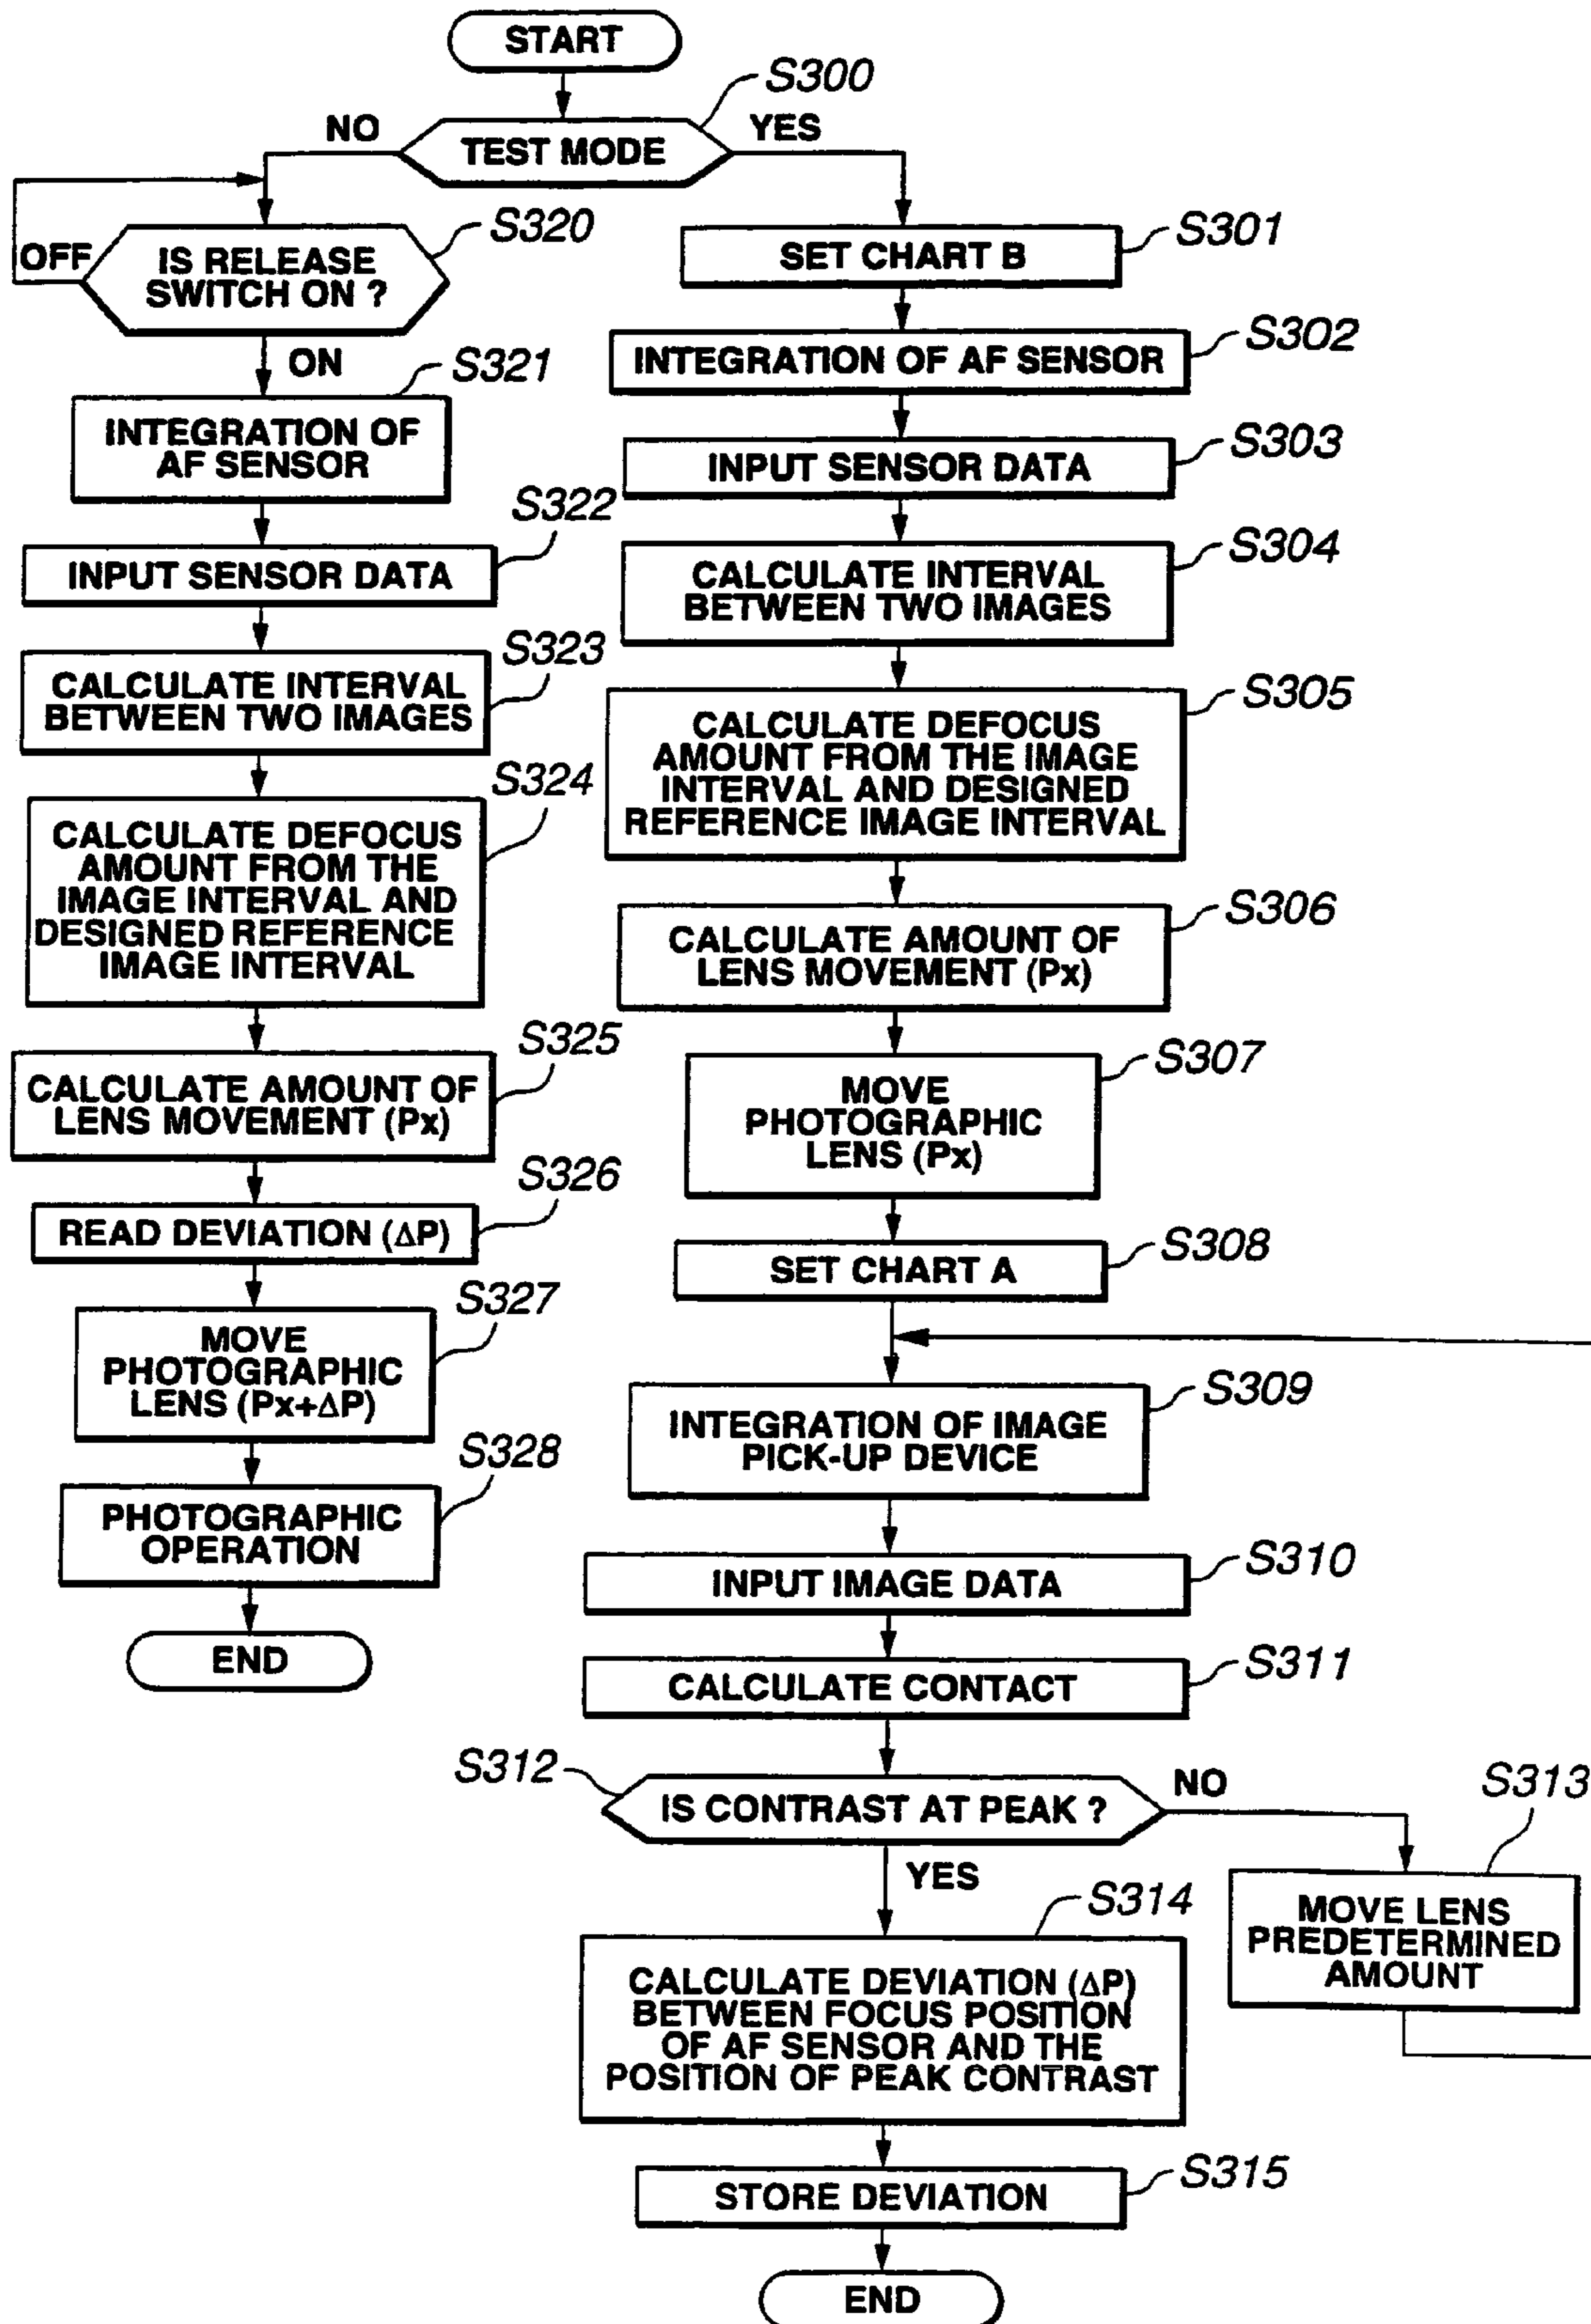 START
S300
NO
YES
TEST MODE
OFF
IS RELEASE
SWITCH ON ?
S320
ON
S321
INTEGRATION OF
AF SENSOR
S322
INPUT SENSOR DATA
S323
CALCULATE INTERVAL
BETWEEN TWO IMAGES
S324
CALCULATE DEFOCUS
AMOUNT FROM THE
IMAGE INTERVAL AND
DESIGNED REFERENCE
IMAGE INTERVAL
S325
CALCULATE AMOUNT OF
LENS MOVEMENT (Px)
S326
READ DEVIATION (ΔP)
S327
MOVE
PHOTOGRAPHIC
LENS (Px+ΔP)
S328
PHOTOGRAPHIC
OPERATION
END
S301
SET CHART B
S302
INTEGRATION OF AF SENSOR
S303
INPUT SENSOR DATA
S304
CALCULATE INTERVAL
BETWEEN TWO IMAGES
S305
CALCULATE DEFOCUS
AMOUNT FROM THE IMAGE
INTERVAL AND DESIGNED
REFERENCE IMAGE INTERVAL
S306
CALCULATE AMOUNT OF
LENS MOVEMENT (Px)
S307
MOVE
PHOTOGRAPHIC
LENS (Px)
S308
SET CHART A
S309
INTEGRATION OF IMAGE
PICK-UP DEVICE
S310
INPUT IMAGE DATA
S311
CALCULATE CONTACT
S312
IS CONTRAST AT PEAK ?
NO
S313
MOVE LENS
PREDETERMINED
AMOUNT
YES
S314
CALCULATE DEVIATION (ΔP)
BETWEEN FOCUS POSITION
OF AF SENSOR AND THE
POSITION OF PEAK CONTRAST
S315
STORE DEVIATION
END